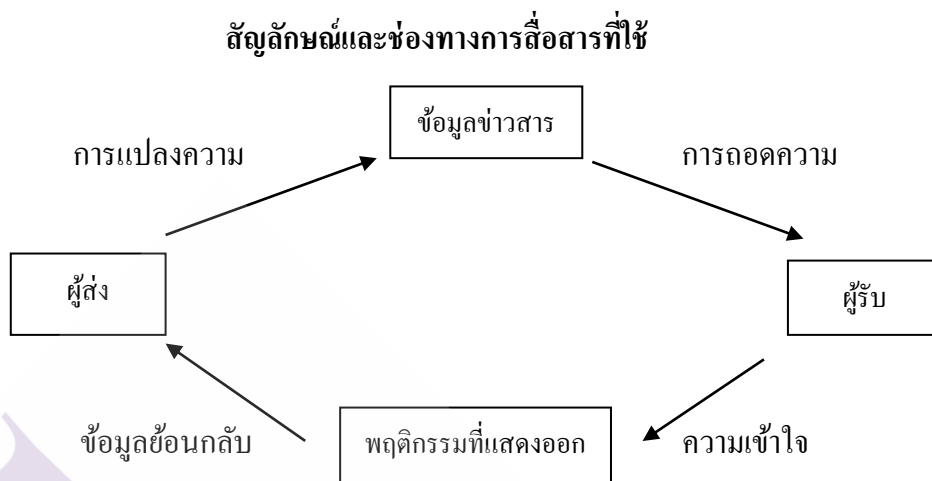 สัญลักษณ์และช่องทางการสื่อสารที่ใช้
ข้อมูลข่าวสาร
การแปลงความ
การถอดความ
ผู้ส่ง
ผู้รับ
ข้อมูลย้อนกลับ
พฤติกรรมที่แสดงออก
ความเข้าใจ